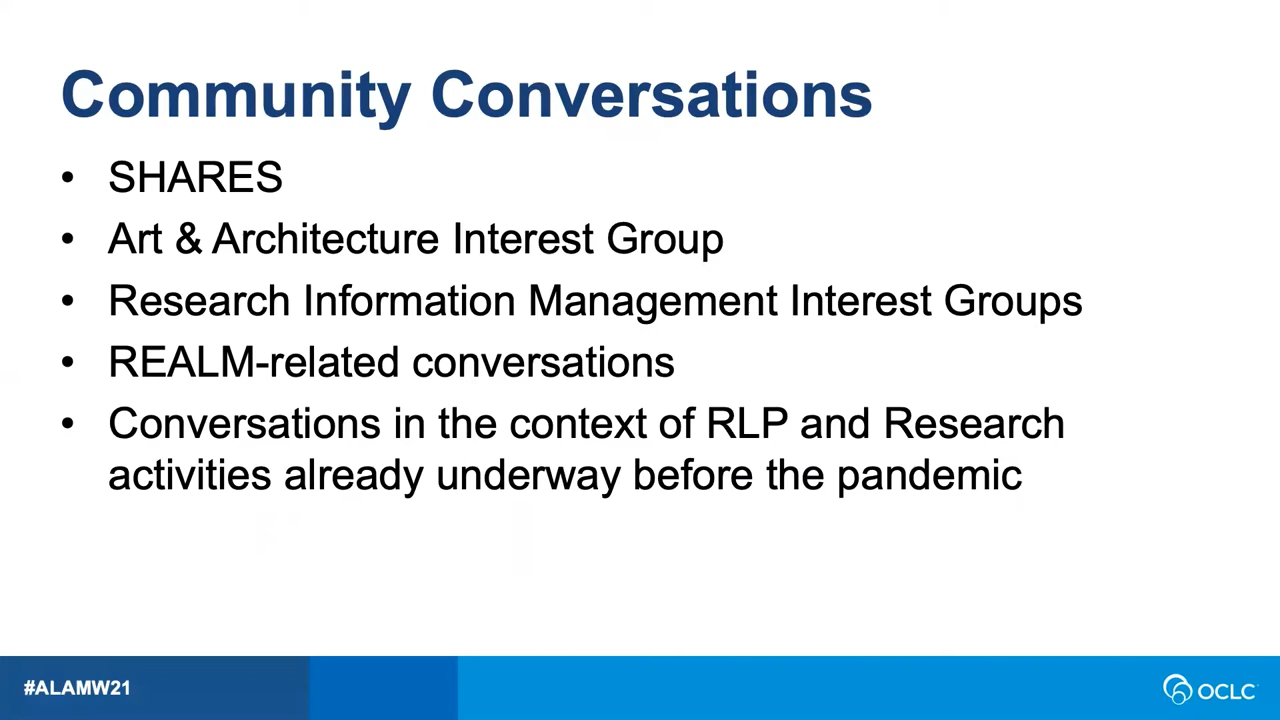 Community Conversations
• SHARES
• Art & Architecture Interest Group
• Research Information Management Interest Groups
• REALM-related conversations
• Conversations in the context of RLP and Research
activities already underway before the pandemic
#ALAMW21
OCLC